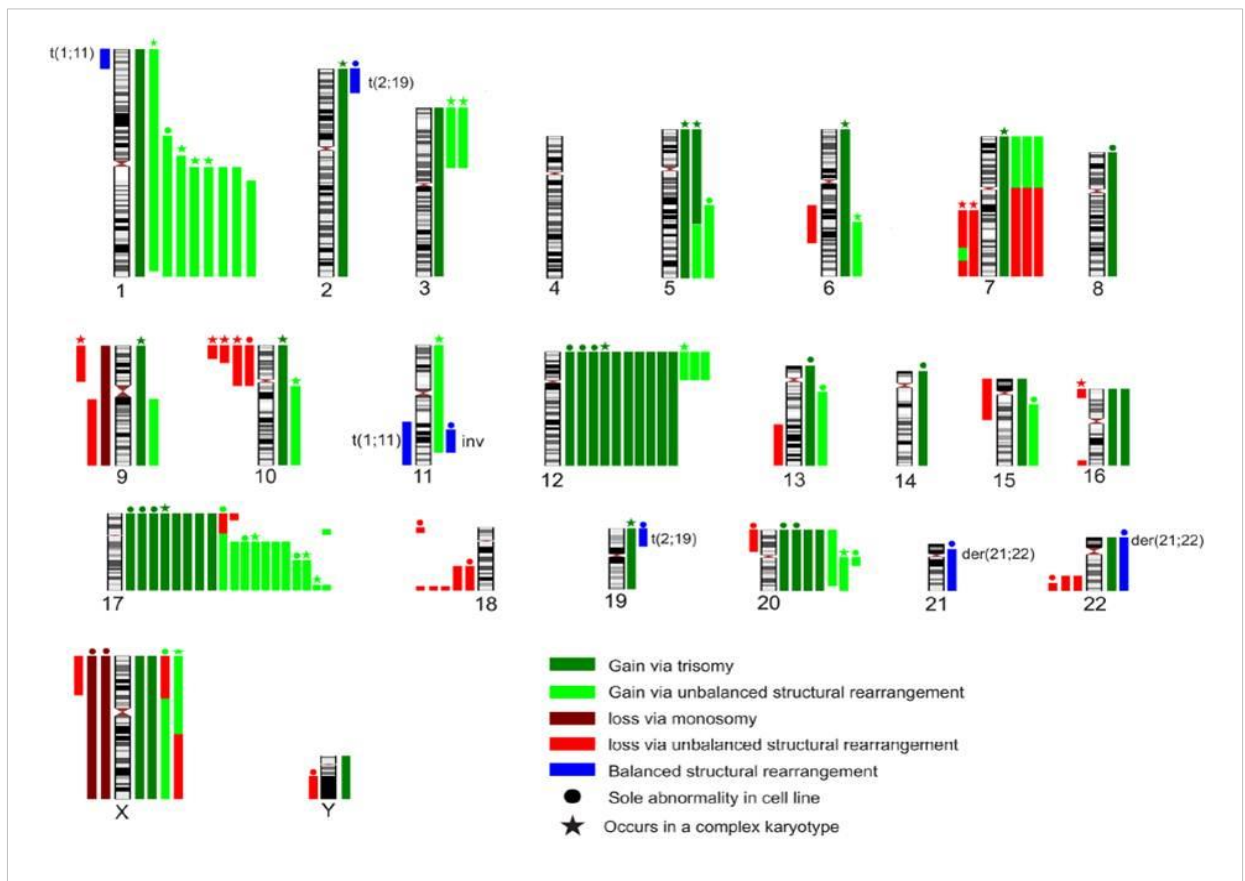 t(1;11)
t(2;19)
1
2
3
4
5
6
7
8
t(1;11)
inv
9
10
11
12
13
14
15
16
t(2;19)
der(21;22)
der(21;22)
17
18
19
20
21
22
Gain via trisomy
Gain via unbalanced structural rearrangement
loss via monosomy
loss via unbalanced structural rearrangement
Balanced structural rearrangement
Sole abnormality in cell line
Occurs in a complex karyotype
X
Y